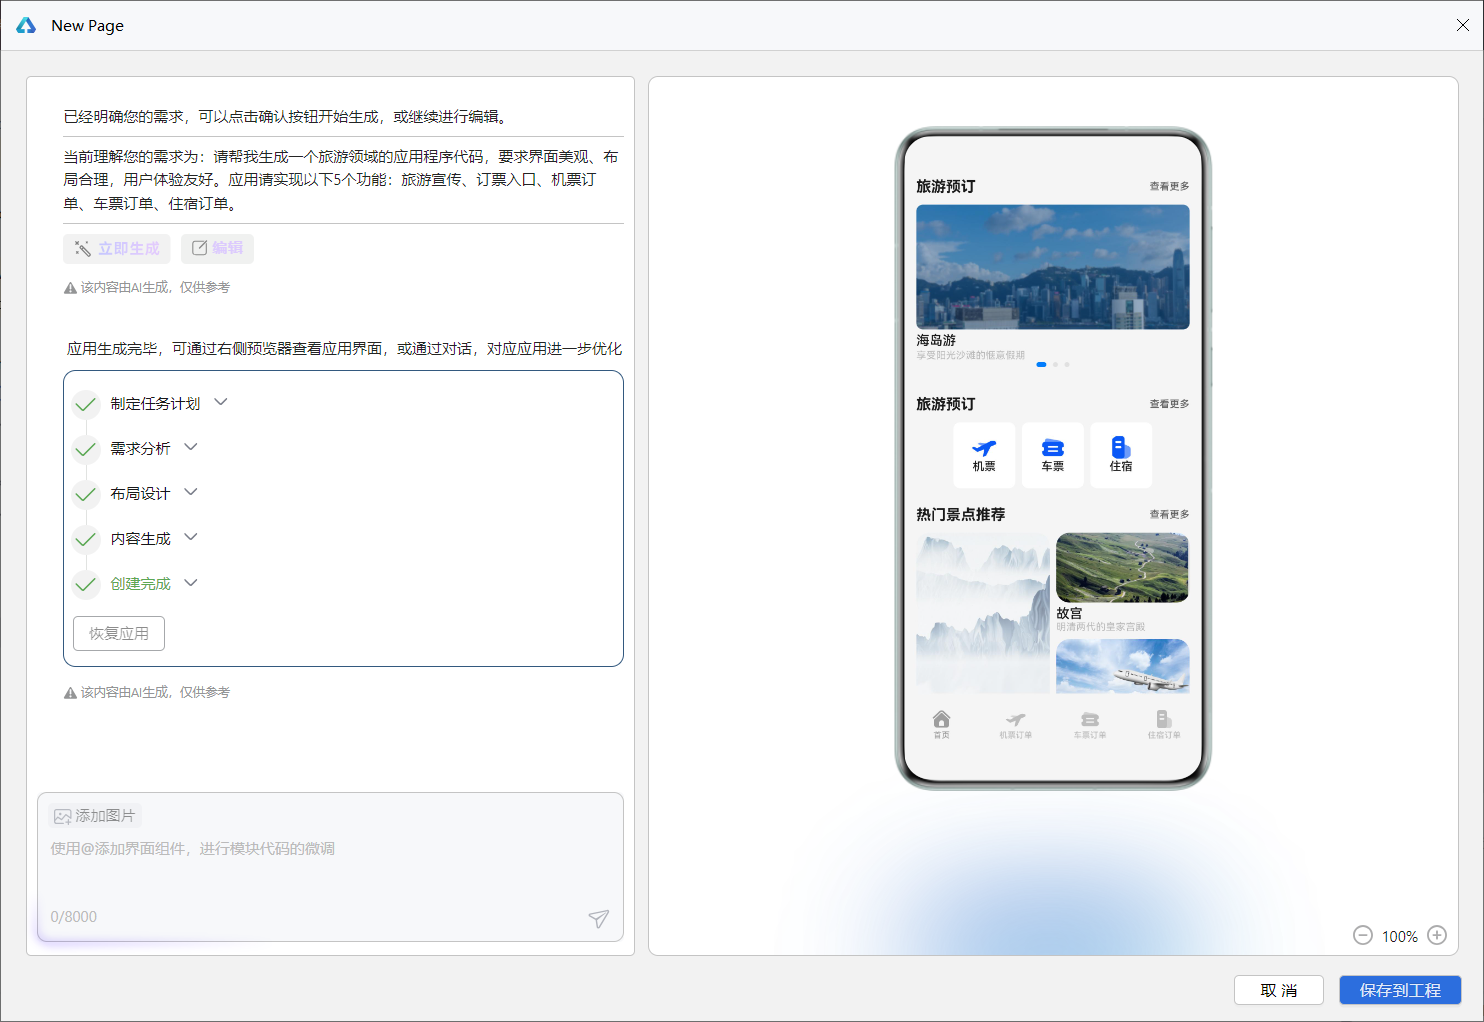 New Page
已经明确您的需求，可以点击确认按钮开始生成，或继续进行编辑。
当前理解您的需求为：请帮我生成一个旅游领域的应用程序代码，要求界面美观、布
局合理，用户体验友好。应用请实现以下5个功能：旅游宣传、订票入口、机票订
单、车票订单、住宿订单。
立即生成
编辑
该内容由AI生成，仅供参考
应用生成完毕，可通过右侧预览器查看应用界面，或通过对话，对应应用进一步优化
制定任务计划
需求分析
布局设计
内容生成
创建完成
恢复应用
该内容由AI生成，仅供参考
添加图片
使用@添加界面组件，进行模块代码的微调
0/8000
旅游预订
查看更多
海岛游
享受阳光沙滩的惬意假期
旅游预订
查看更多
机票
车票
住宿
热门景点推荐
查看更多
故宫
明清两代的皇家宫殿
首页
机票订单
车票订单
住宿订单
100%
取 消
保存到工程